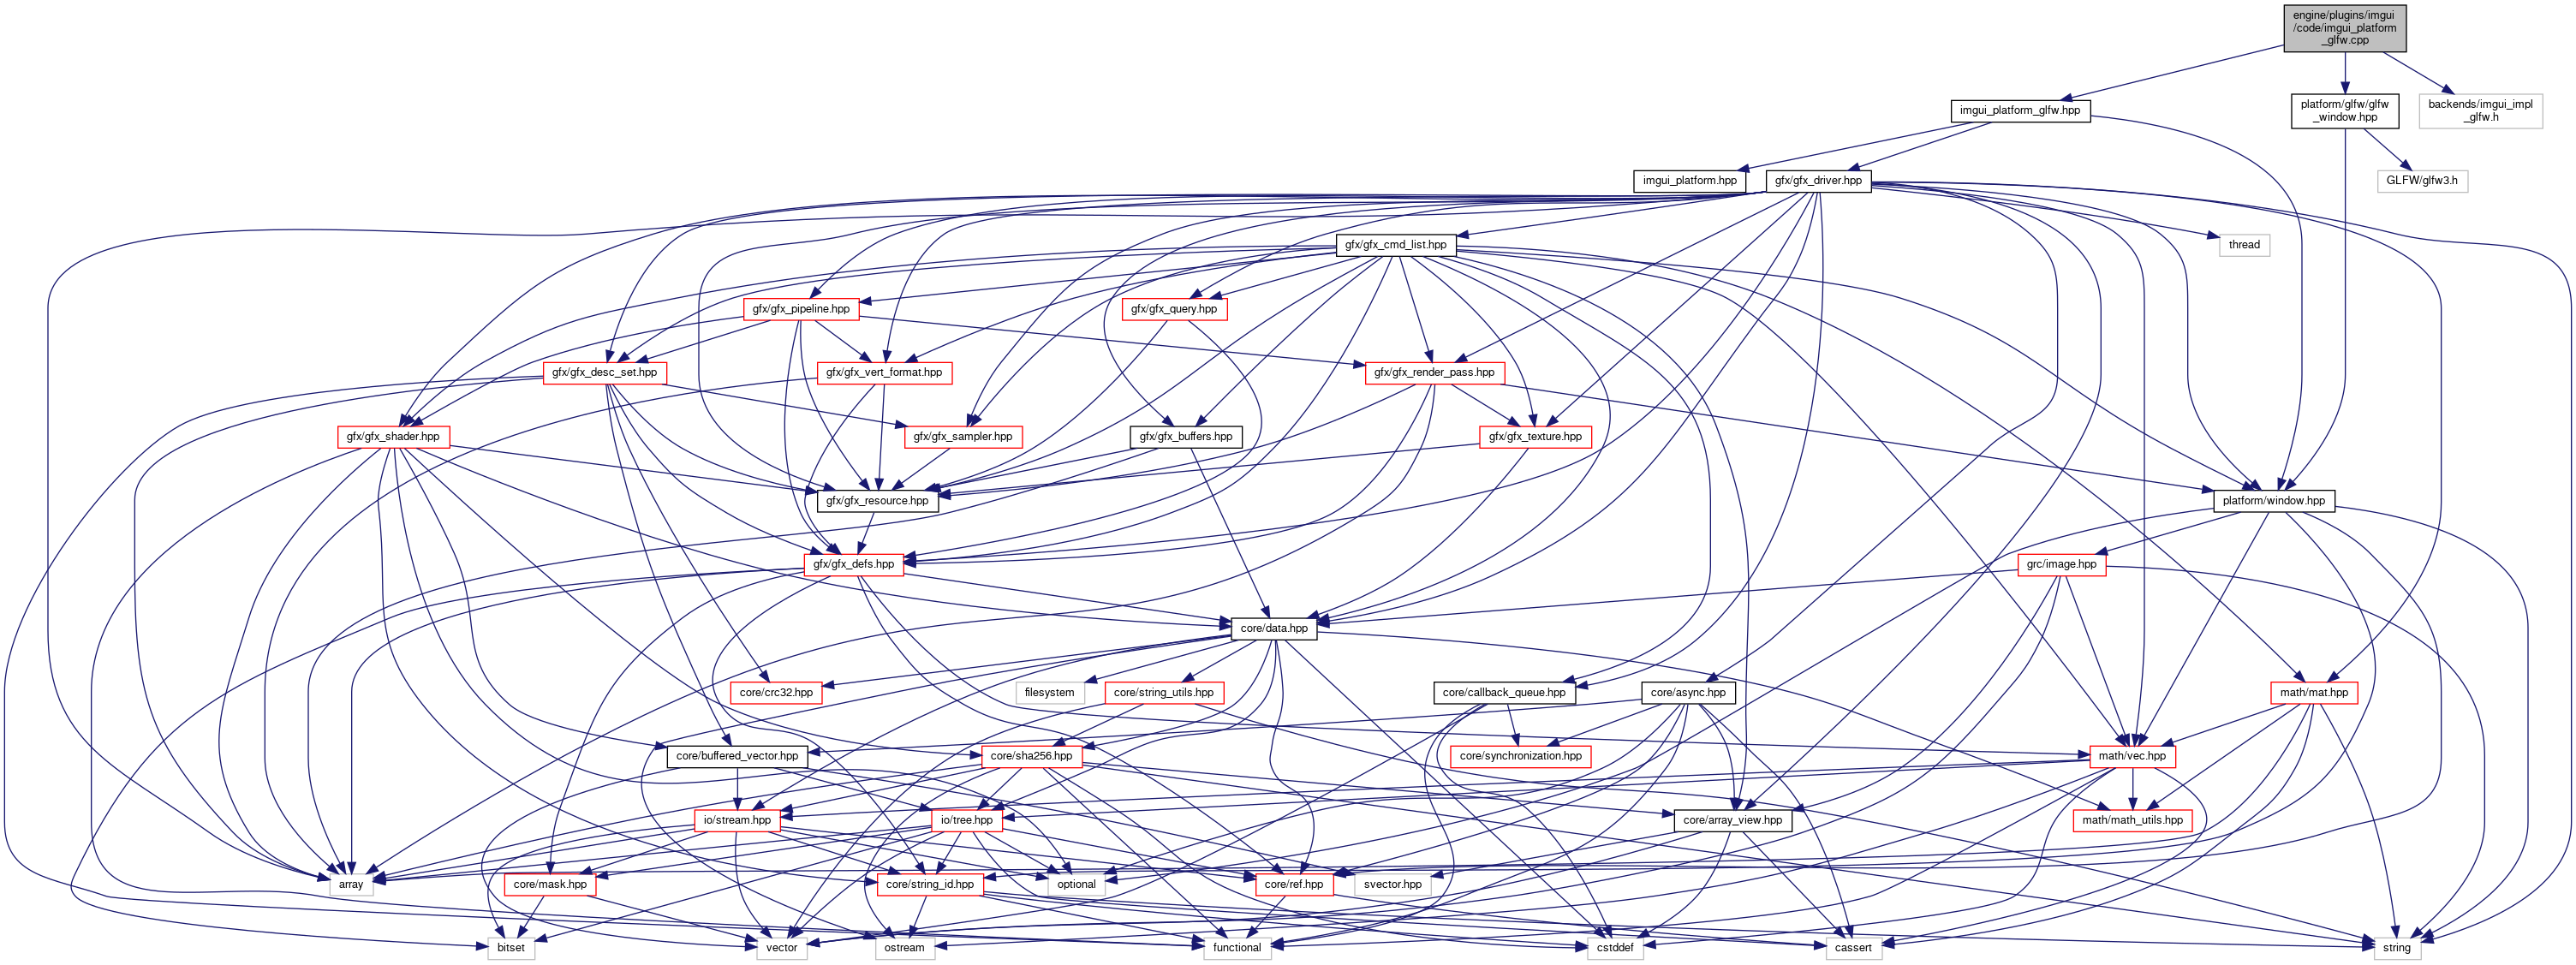 engine/plugins/imgui
/code/imgui_platform
_glfw.cpp
imgui_platform_glfw.hpp
platform/glfw/glfw
_window.hpp
backends/imgui_impl
_glfw.h
imgui_platform.hpp
gfx/gfx_driver.hpp
GLFW/glfw3.h
gfx/gfx_cmd_list.hpp
thread
gfx/gfx_pipeline.hpp
gfx/gfx_query.hpp
gfx/gfx_desc_set.hpp
gfx/gfx_vert_format.hpp
gfx/gfx_render_pass.hpp
gfx/gfx_shader.hpp
gfx/gfx_sampler.hpp
gfx/gfx_buffers.hpp
gfx/gfx_texture.hpp
gfx/gfx_resource.hpp
platform/window.hpp
gfx/gfx_defs.hpp
grc/image.hpp
core/data.hpp
core/crc32.hpp
filesystem
core/string_utils.hpp
core/callback_queue.hpp
core/async.hpp
math/mat.hpp
core/buffered_vector.hpp
core/sha256.hpp
core/synchronization.hpp
math/vec.hpp
io/stream.hpp
io/tree.hpp
core/array_view.hpp
math/math_utils.hpp
array
core/mask.hpp
core/string_id.hpp
optional
core/ref.hpp
svector.hpp
bitset
vector
ostream
functional
cstddef
cassert
string